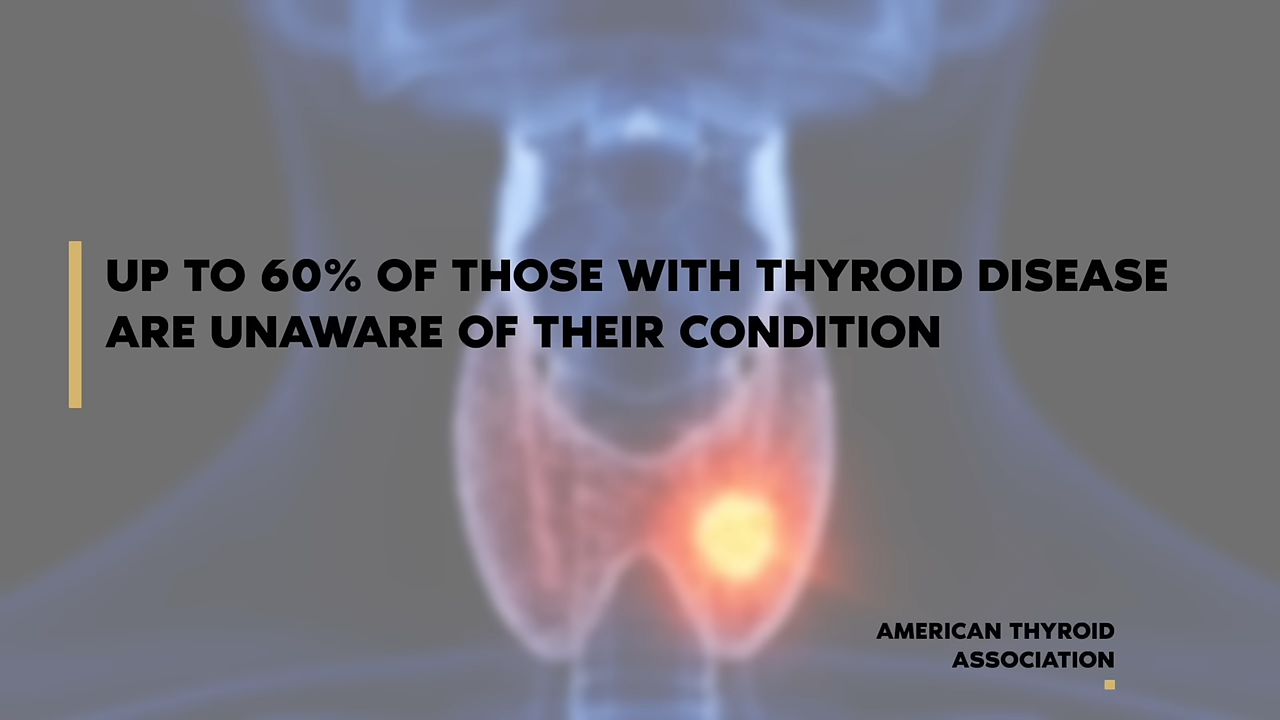 UP TO 60% OF THOSE WITH THYROID DISEASE
ARE UNAWARE OF THEIR CONDITION
AMERICAN THYROID
ASSOCIATION